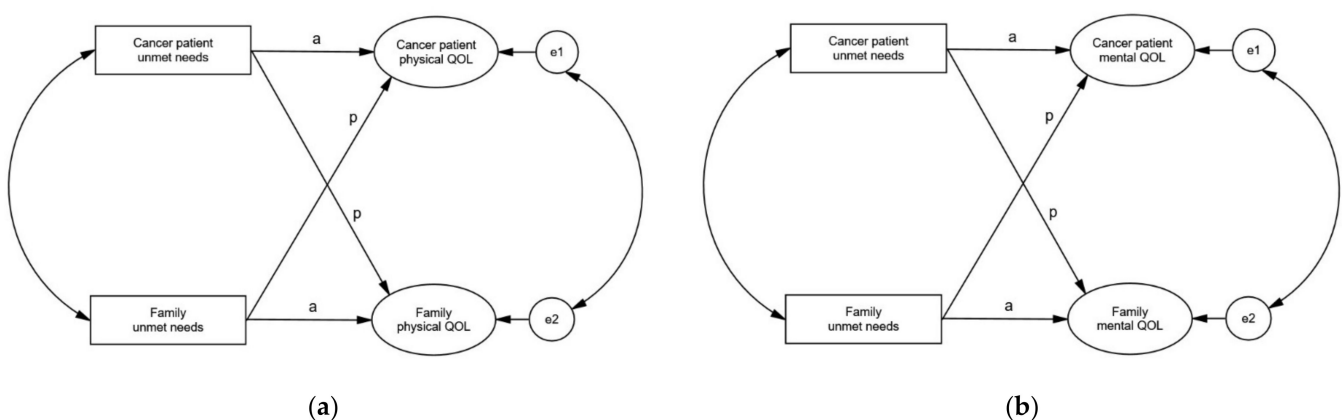 Cancer patient
unmet needs
a
Cancer patient
physical QOL
e1
p
p
Family
unmet needs
a
Family
physical QOL
e2
(a)
Cancer patient
unmet needs
a
Cancer patient
mental QOL
e1
p
p
Family
unmet needs
a
Family
mental QOL
e2
(b)